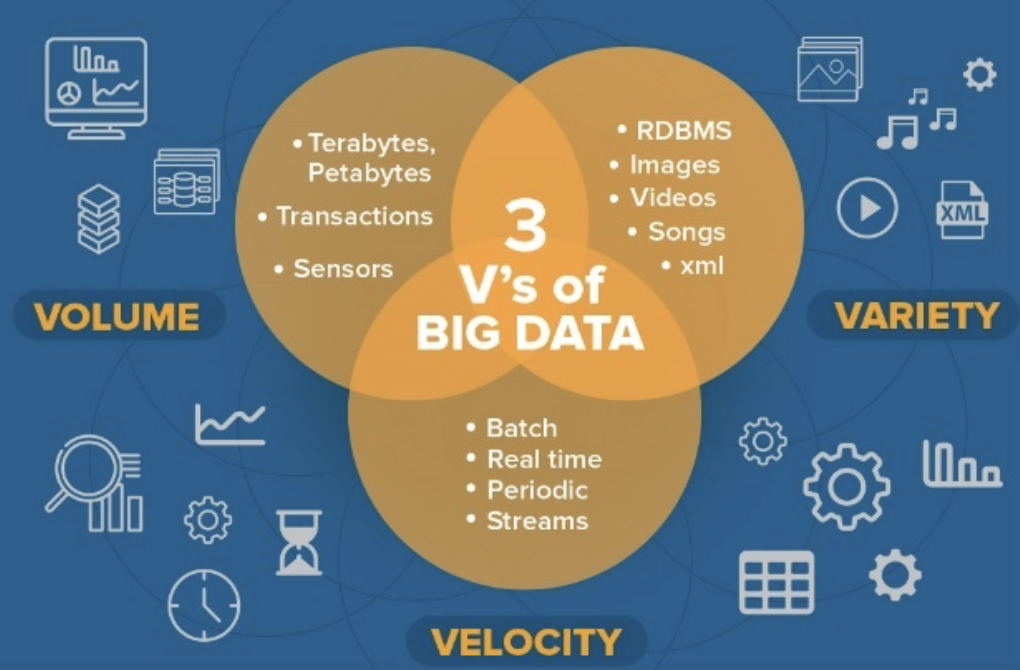 • Terabytes,
Petabytes
• Transactions
• Sensors
VOLUME
• RDBMS
• Images
• Videos
• Songs
• xml
XML
VARIETY
3
V's of
BIG DATA
• Batch
• Real time
• Periodic
• Streams
VELOCITY